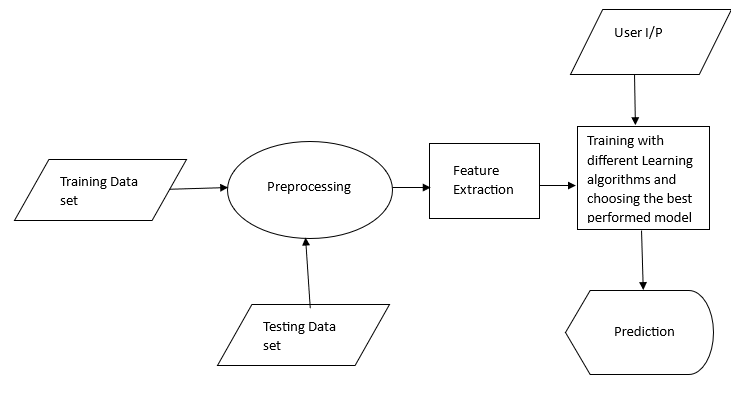 User I/P
Training with
different Learning
algorithms and
choosing the best
performed model
Training Data
set
Preprocessing
Feature
Extraction
Testing Data
set
Prediction